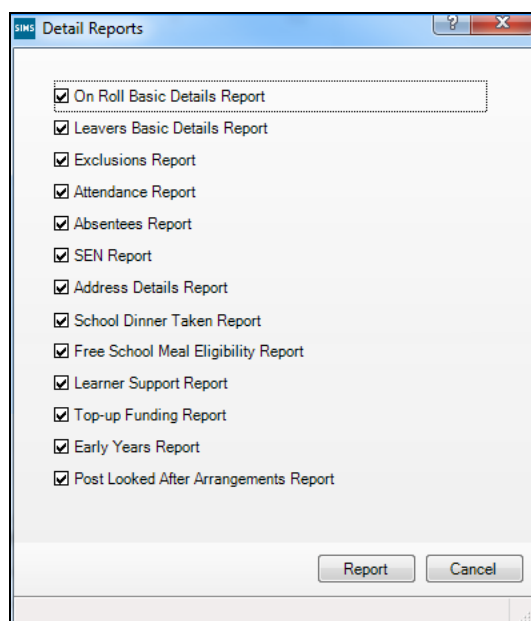 SIMS Detail Reports ?
On Roll Basic Details Report
Leavers Basic Details Report
Exclusions Report
Attendance Report
Absentees Report
SEN Report
Address Details Report
School Dinner Taken Report
Free School Meal Eligibility Report
Learner Support Report
Top-up Funding Report
Early Years Report
Post Looked After Arrangements Report
Report Cancel